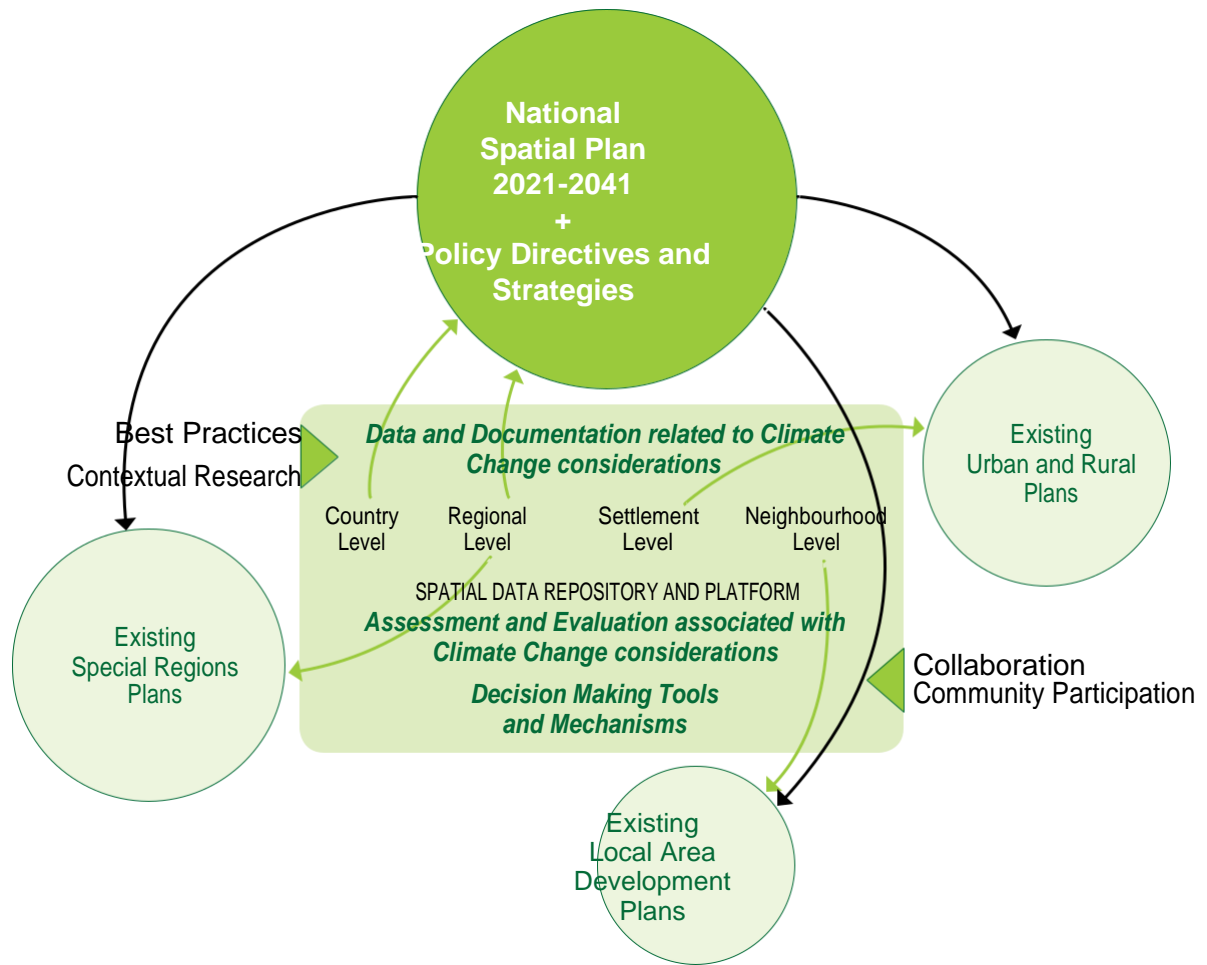 National
Spatial Plan
2021-2041
+
Policy Directives and
Strategies
Best Practices
Contextual Research
Data and Documentation related to Climate
Change considerations
Country
Level
Regional
Level
Settlement
Level
Neighbourhood
Level
SPATIAL DATA REPOSITORY AND PLATFORM
Assessment and Evaluation associated with
Climate Change considerations
Decision Making Tools
and Mechanisms
Existing
Urban and Rural
Plans
Existing
Special Regions
Plans
Collaboration
Community Participation
Existing
Local Area
Development
Plans